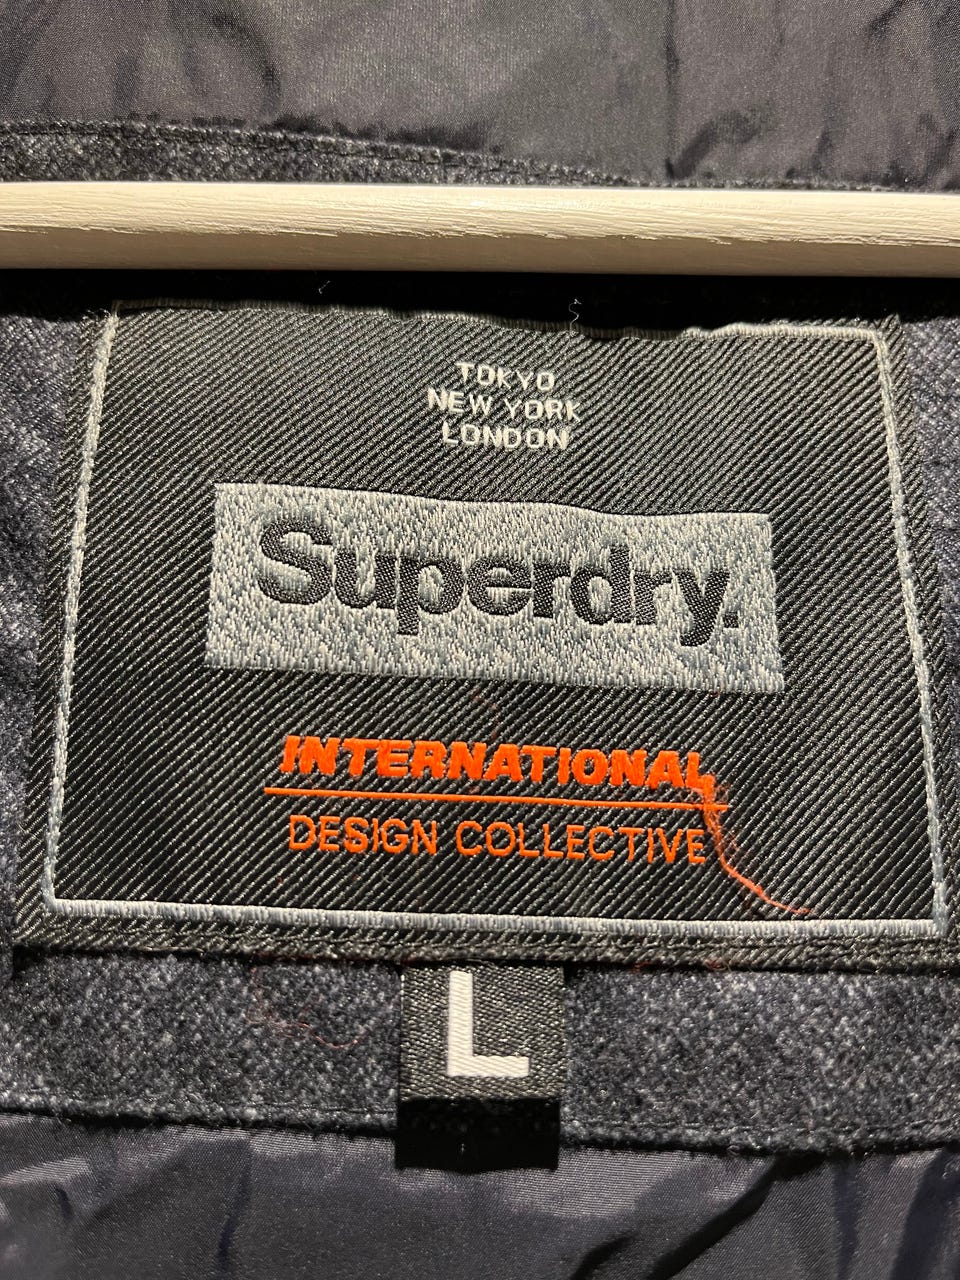 TOKYO
NEW YORK
LONDON
Superdry.
INTERNATIONAL
DESIGN COLLECTIVE
L